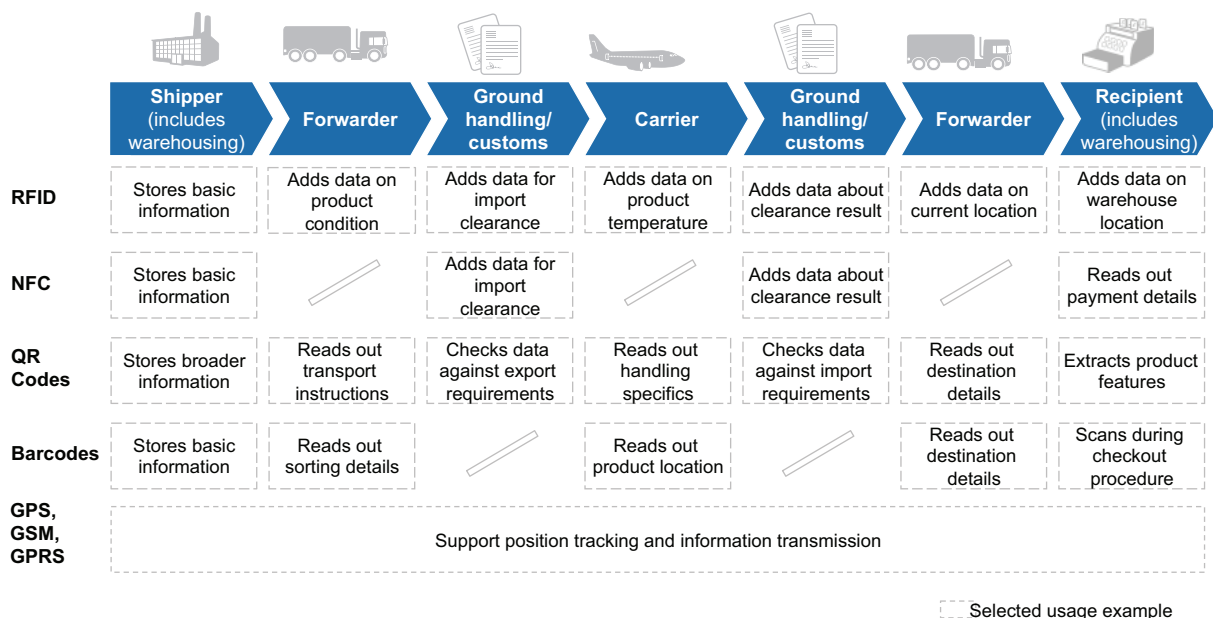 Shipper
(includes
warehousing)
Forwarder
Ground
handling/
customs
Carrier
Ground
handling/
customs
Forwarder
Recipient
(includes
warehousing)
RFID
Stores basic
information
Adds data on
product
condition
Adds data for
import
clearance
Adds data on
product
temperature
Adds data about
clearance result
Adds data on
current location
Adds data on
warehouse
location
NFC
Stores basic
information
Adds data for
import
clearance
Adds data about
clearance result
Reads out
payment details
QR
Codes
Stores broader
information
Reads out
transport
instructions
Checks data
against export
requirements
Reads out
handling
specifics
Checks data
against import
requirements
Reads out
destination
details
Extracts product
features
Barcodes
Stores basic
information
Reads out
sorting details
Reads out
product location
Reads out
destination
details
Scans during
checkout
procedure
GPS,
GSM,
GPRS
Support position tracking and information transmission
Selected usage example